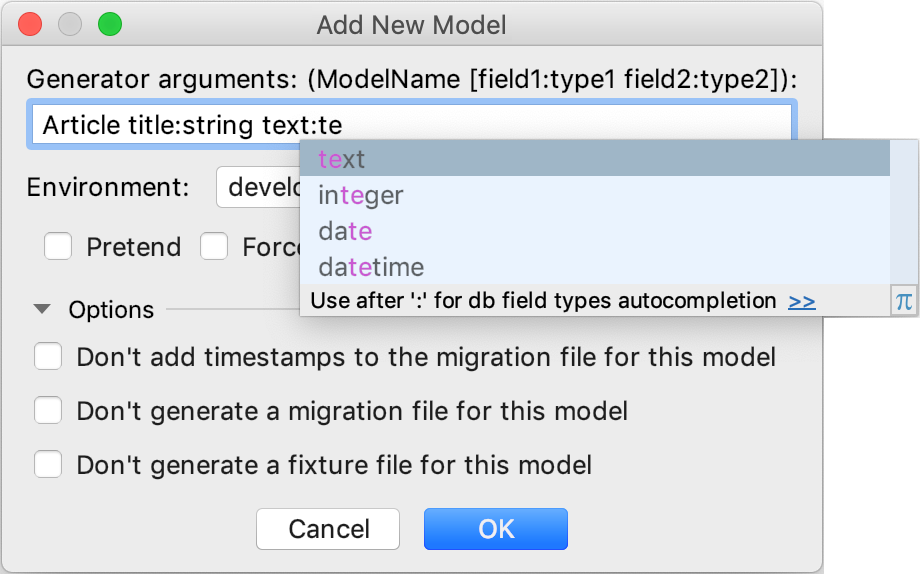 Add New Model
Generator arguments: (ModelName [field1:type1 field2:type2]):
Article title:string text:te
text
Environment: develo
integer
date
Pretend Forc
datetime
Use after ':' for db field types autocompletion >> π
Options
Don't add timestamps to the migration file for this model
Don't generate a migration file for this model
Don't generate a fixture file for this model
Cancel OK